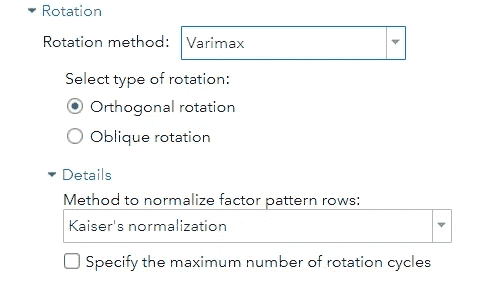 Rotation
Rotation method: Varimax
Select type of rotation:
Orthogonal rotation
Oblique rotation
Details
Method to normalize factor pattern rows:
Kaiser's normalization
Specify the maximum number of rotation cycles